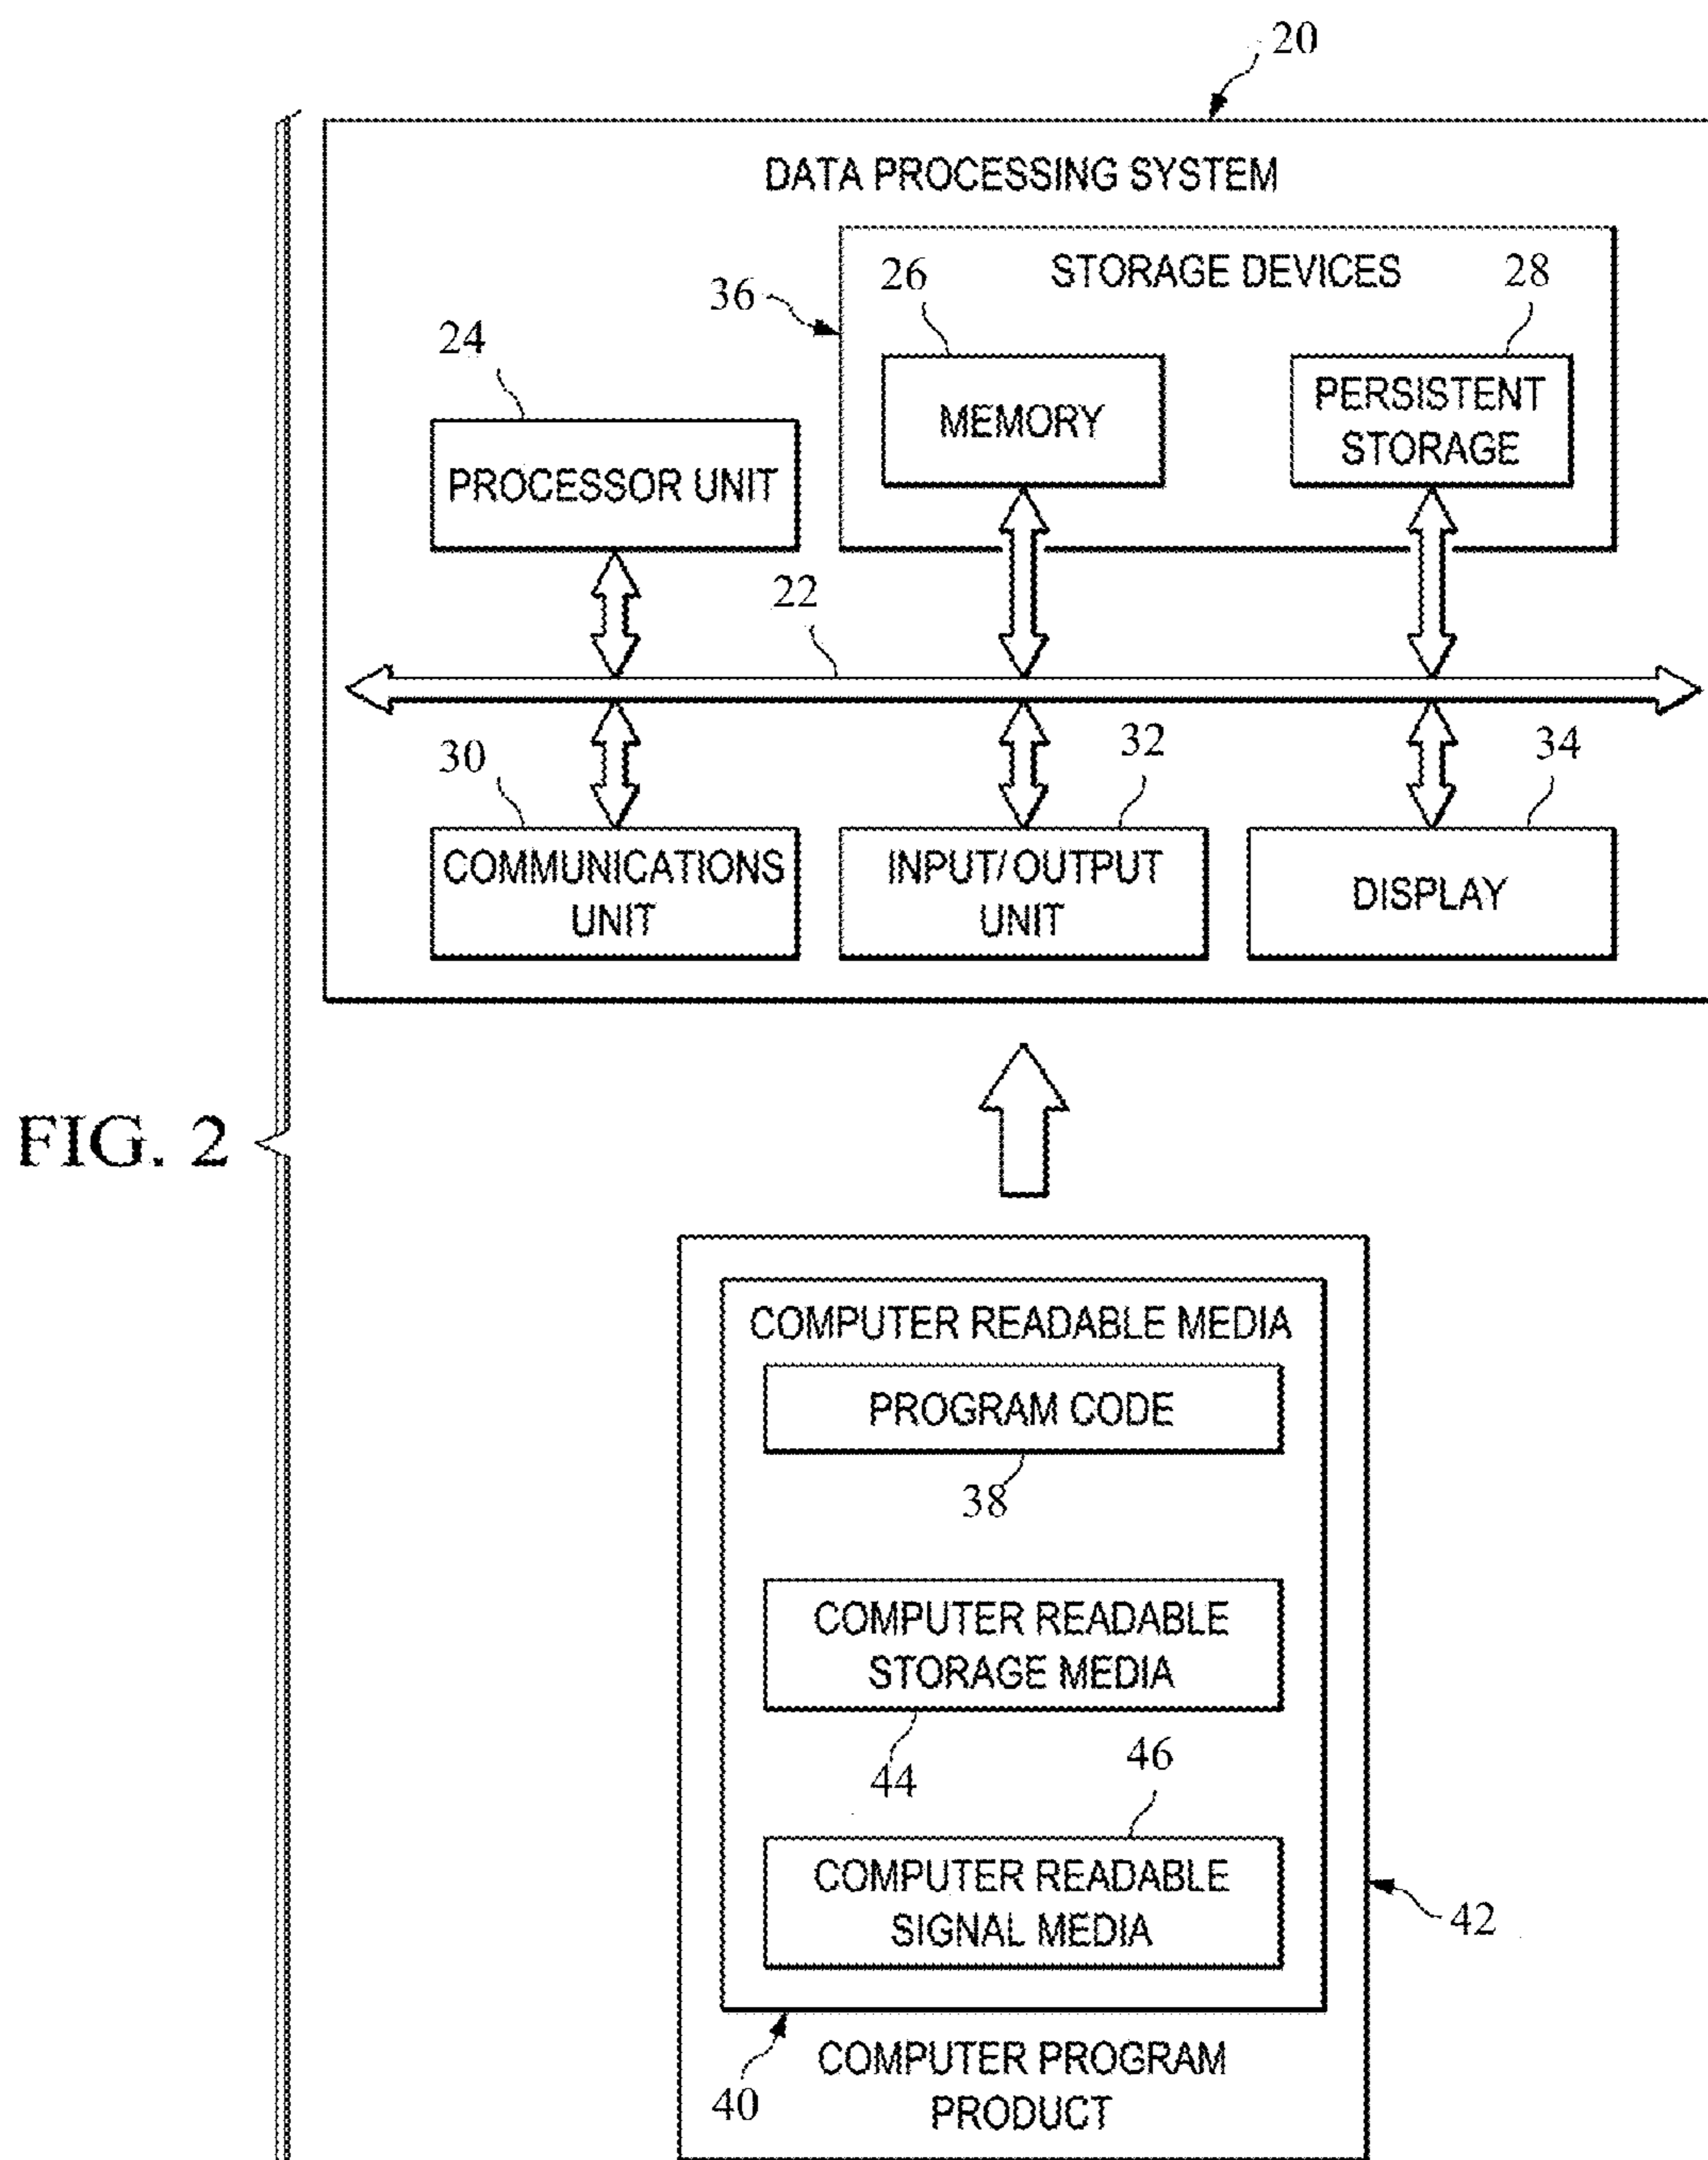 20
DATA PROCESSING SYSTEM
STORAGE DEVICES
36
26
28
24
MEMORY
PERSISTENT
STORAGE
PROCESSOR UNIT
22
30
32
34
COMMUNICATIONS
UNIT
INPUT/OUTPUT
UNIT
DISPLAY
FIG. 2
COMPUTER READABLE MEDIA
PROGRAM CODE
38
COMPUTER READABLE
STORAGE MEDIA
44
46
COMPUTER READABLE
SIGNAL MEDIA
42
40
COMPUTER PROGRAM
PRODUCT